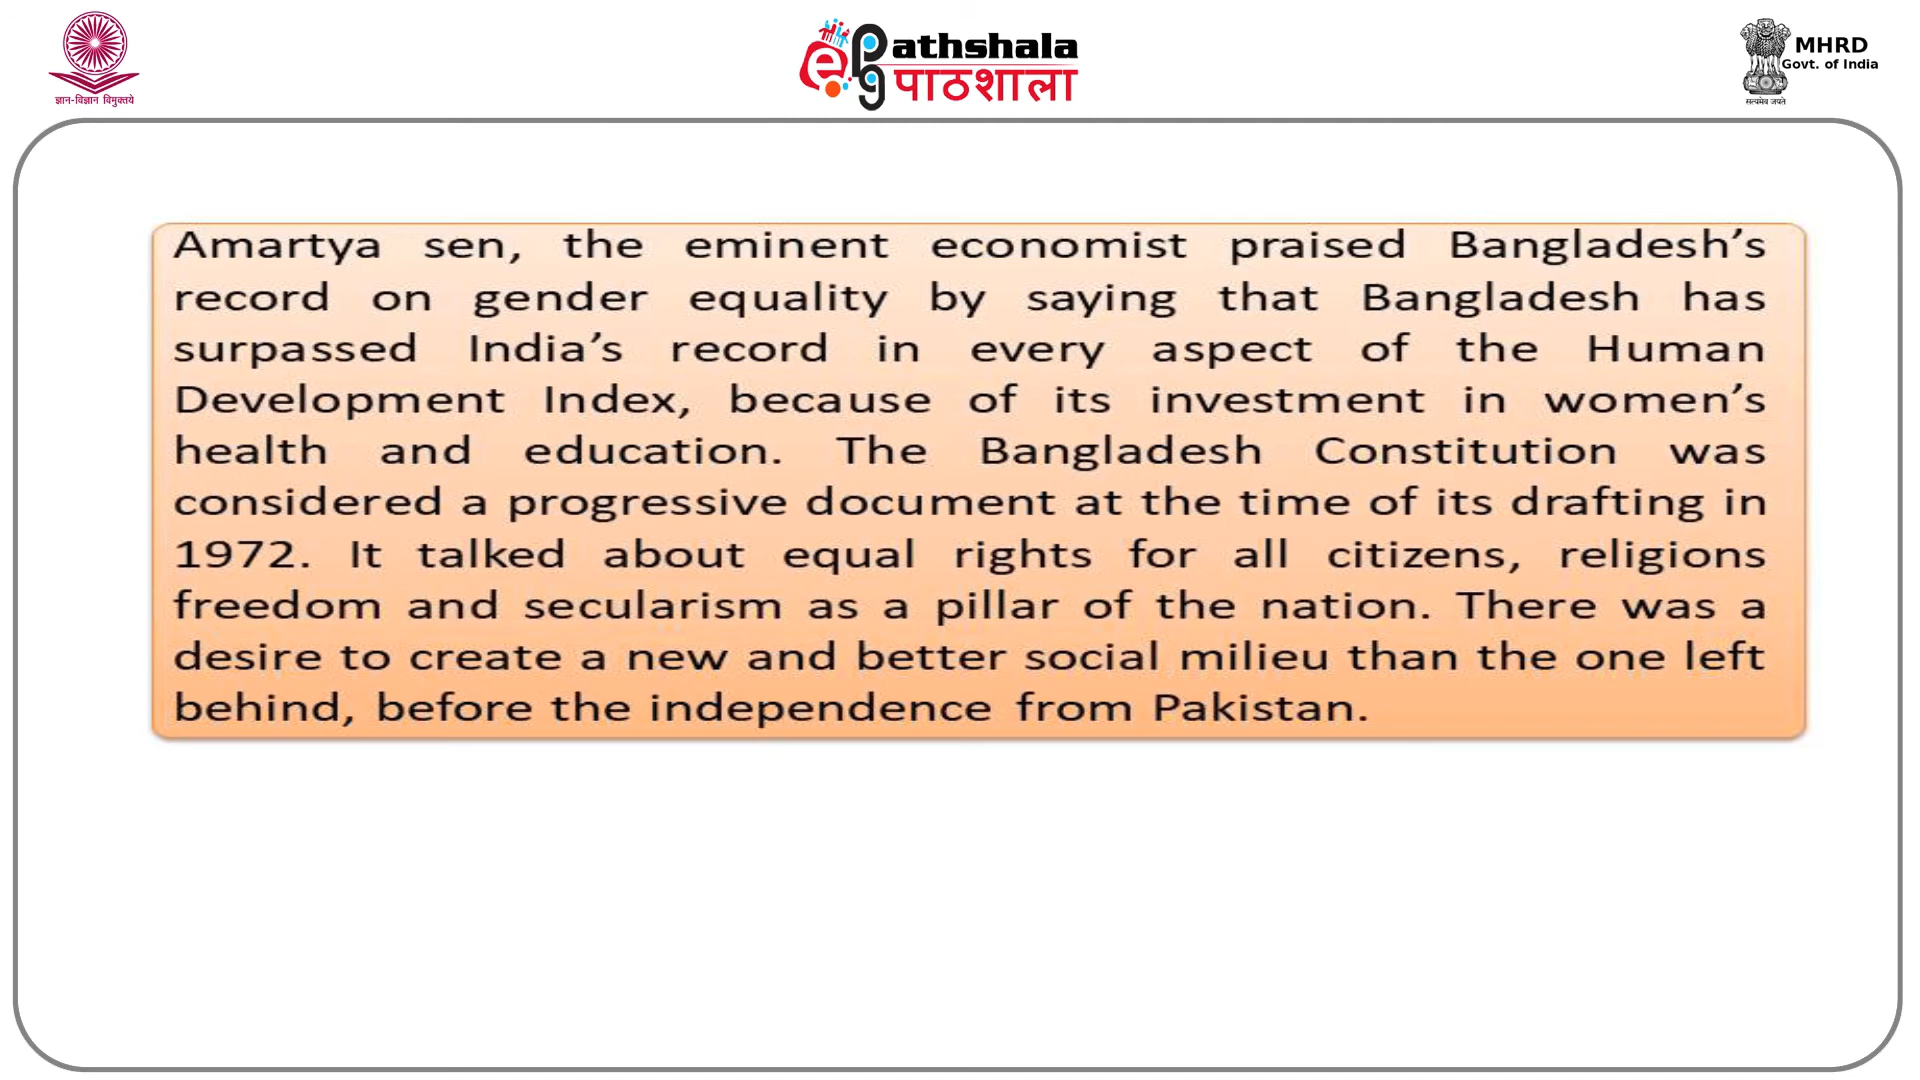 ज्ञान-विज्ञान विमुक्तये
ePG Pathshala
पाठशाला
MHRD
Govt. of India
सत्यमेव जयते
Amartya sen, the eminent economist praised Bangladesh’s
record on gender equality by saying that Bangladesh has
surpassed India’s record in every aspect of the Human
Development Index, because of its investment in women’s
health and education. The Bangladesh Constitution was
considered a progressive document at the time of its drafting in
1972. It talked about equal rights for all citizens, religions
freedom and secularism as a pillar of the nation. There was a
desire to create a new and better social milieu than the one left
behind, before the independence from Pakistan.